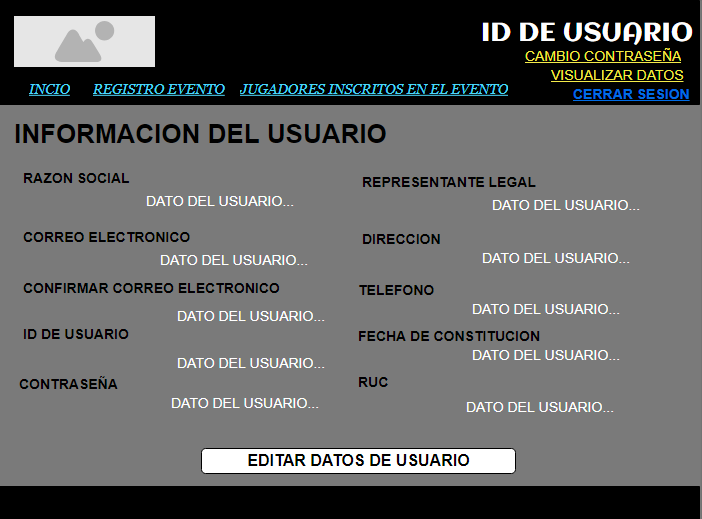 ID DE USUARIO
CAMBIO CONTRASEÑA
VISUALIZAR DATOS
CERRAR SESION
INCIO REGISTRO EVENTO JUGADORES INSCRITOS EN EL EVENTO
INFORMACION DEL USUARIO
RAZON SOCIAL
DATO DEL USUARIO...
CORREO ELECTRONICO
DATO DEL USUARIO...
CONFIRMAR CORREO ELECTRONICO
DATO DEL USUARIO...
ID DE USUARIO
DATO DEL USUARIO...
CONTRASEÑA
DATO DEL USUARIO...
REPRESENTANTE LEGAL
DATO DEL USUARIO...
DIRECCION
DATO DEL USUARIO...
TELEFONO
DATO DEL USUARIO...
FECHA DE CONSTITUCION
DATO DEL USUARIO...
RUC
DATO DEL USUARIO...
EDITAR DATOS DE USUARIO